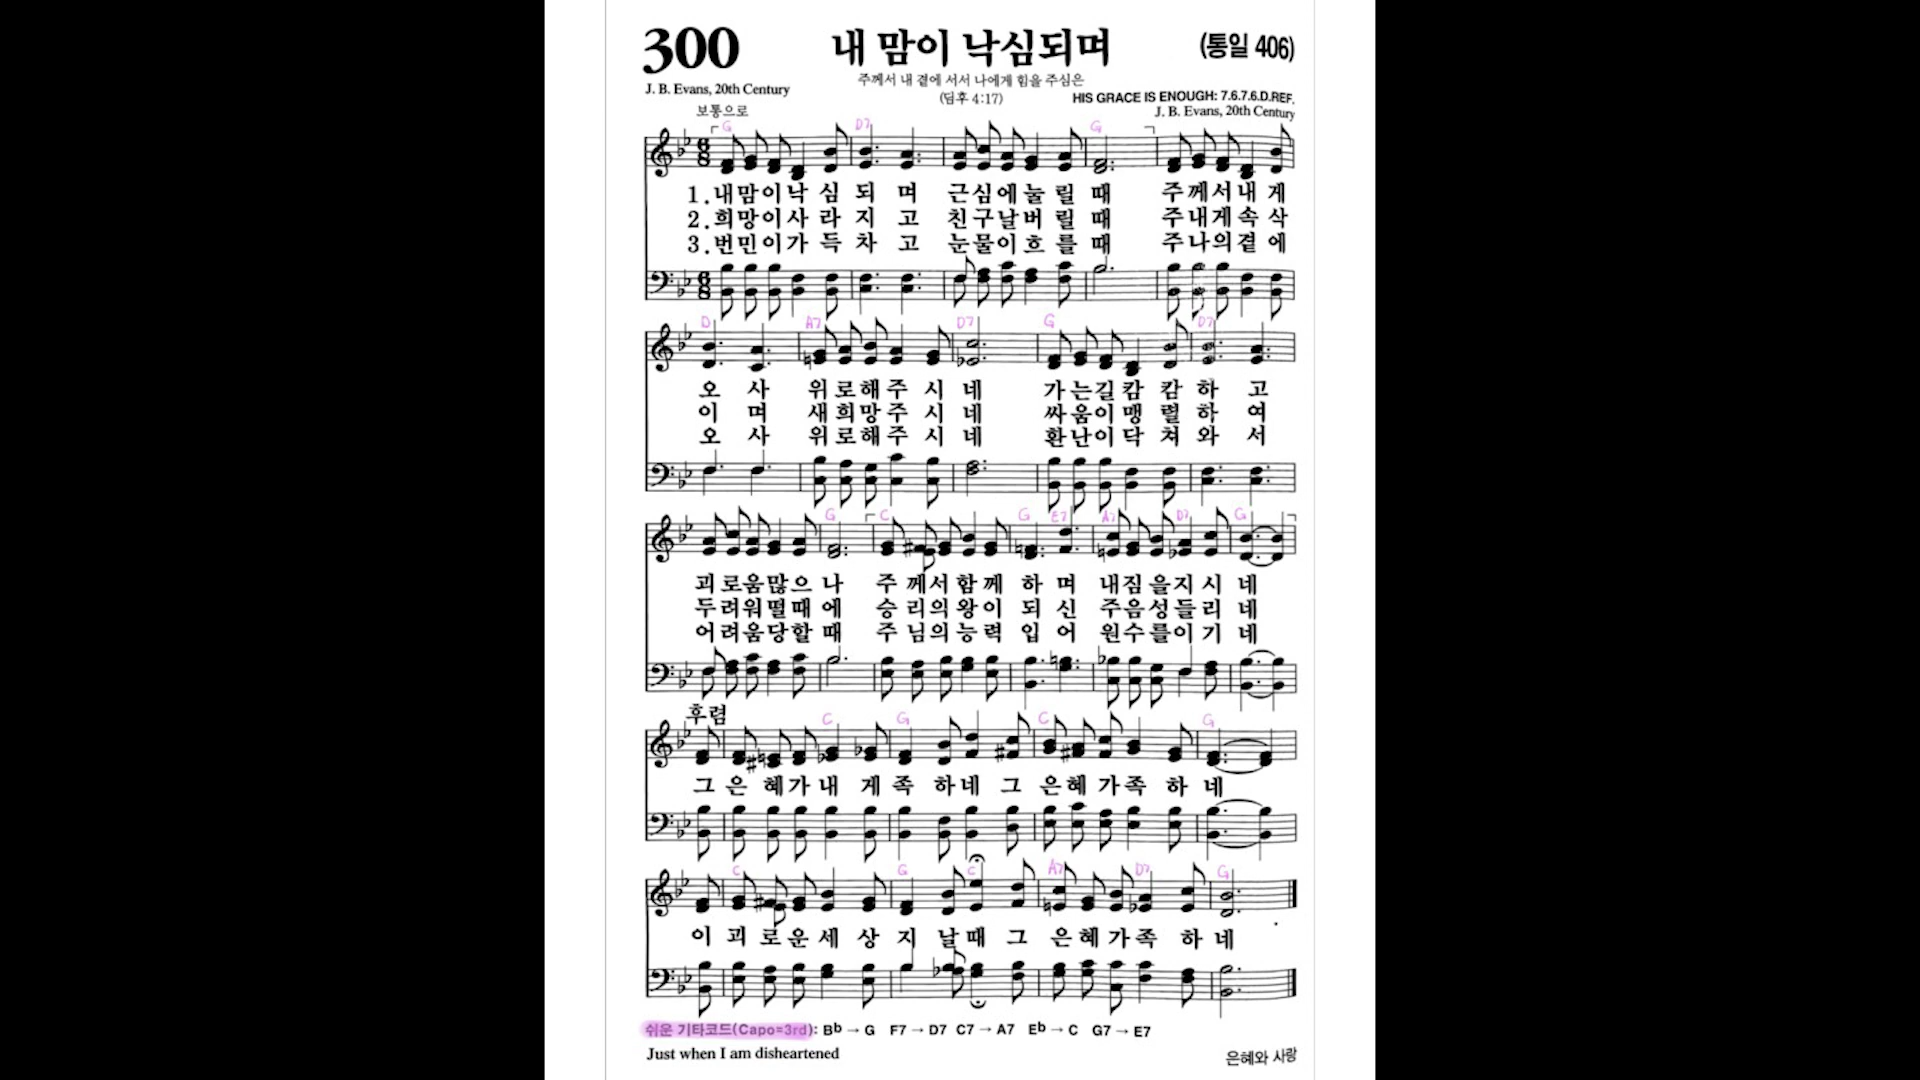 300
내 맘이 낙심되며
(통일 406)
주께서 내 곁에 서서 나에게 힘을 주심은
(딤후 4:17)
J. B. Evans, 20th Century
HIS GRACE IS ENOUGH: 7.6.7.6.D.REF.
J. B. Evans, 20th Century
보통으로
G D7 G
6 8
1.내맘이낙 심 되 며 근심에눌 릴 때 주께서내 게
2.희망이사 라 지 고 친구날버 릴 때 주내게속 삭
3.번민이가 득 차 고 눈물이흐 를 때 주나의곁 에
6 8
D A7 D7 G D7
오 사 위로해주 시 네 가는길캄 캄 하 고
이 며 새희망주 시 네 싸움이맹 렬 하 여
오 사 위로해주 시 네 환난이닥 쳐 와 서
G C G E7 A7 D7 G
괴로움많으 나 주께서함께 하 며 내짐을지 시 네
두려워떨때 에 승리의왕이 되 신 주음성들 리 네
어려움당할 때 주님의능력 입 어 원수를이 기 네
후렴
C G C G
그 은 혜가내 게족 하네 그 은혜 가족 하 네
C G C A7 D7 G
이 괴 로운세 상 지 날때 그 은혜가족 하네
쉬운 기타코드(Capo=3rd): Bb → G F7 → D7 C7 → A7 Eb → C G7 → E7
Just when I am disheartened
은혜와 사랑